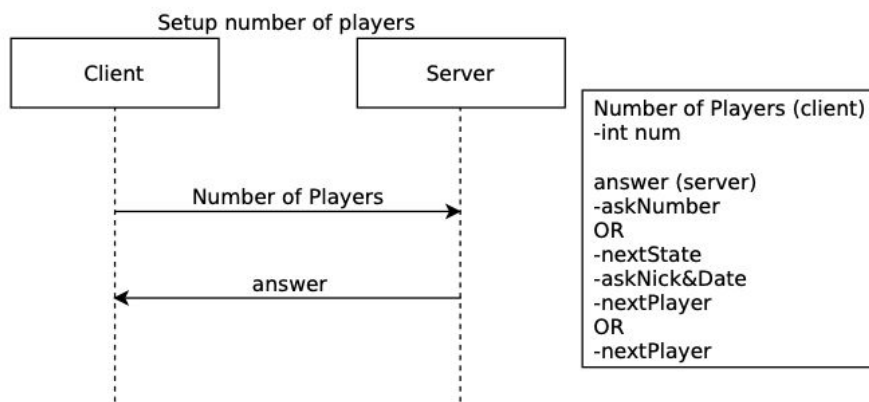 Setup number of players
Client
Server
Number of Players
answer
Number of Players (client)
-int num
answer (server)
-askNumber
OR
-nextState
-askNick&Date
-nextPlayer
OR
-nextPlayer